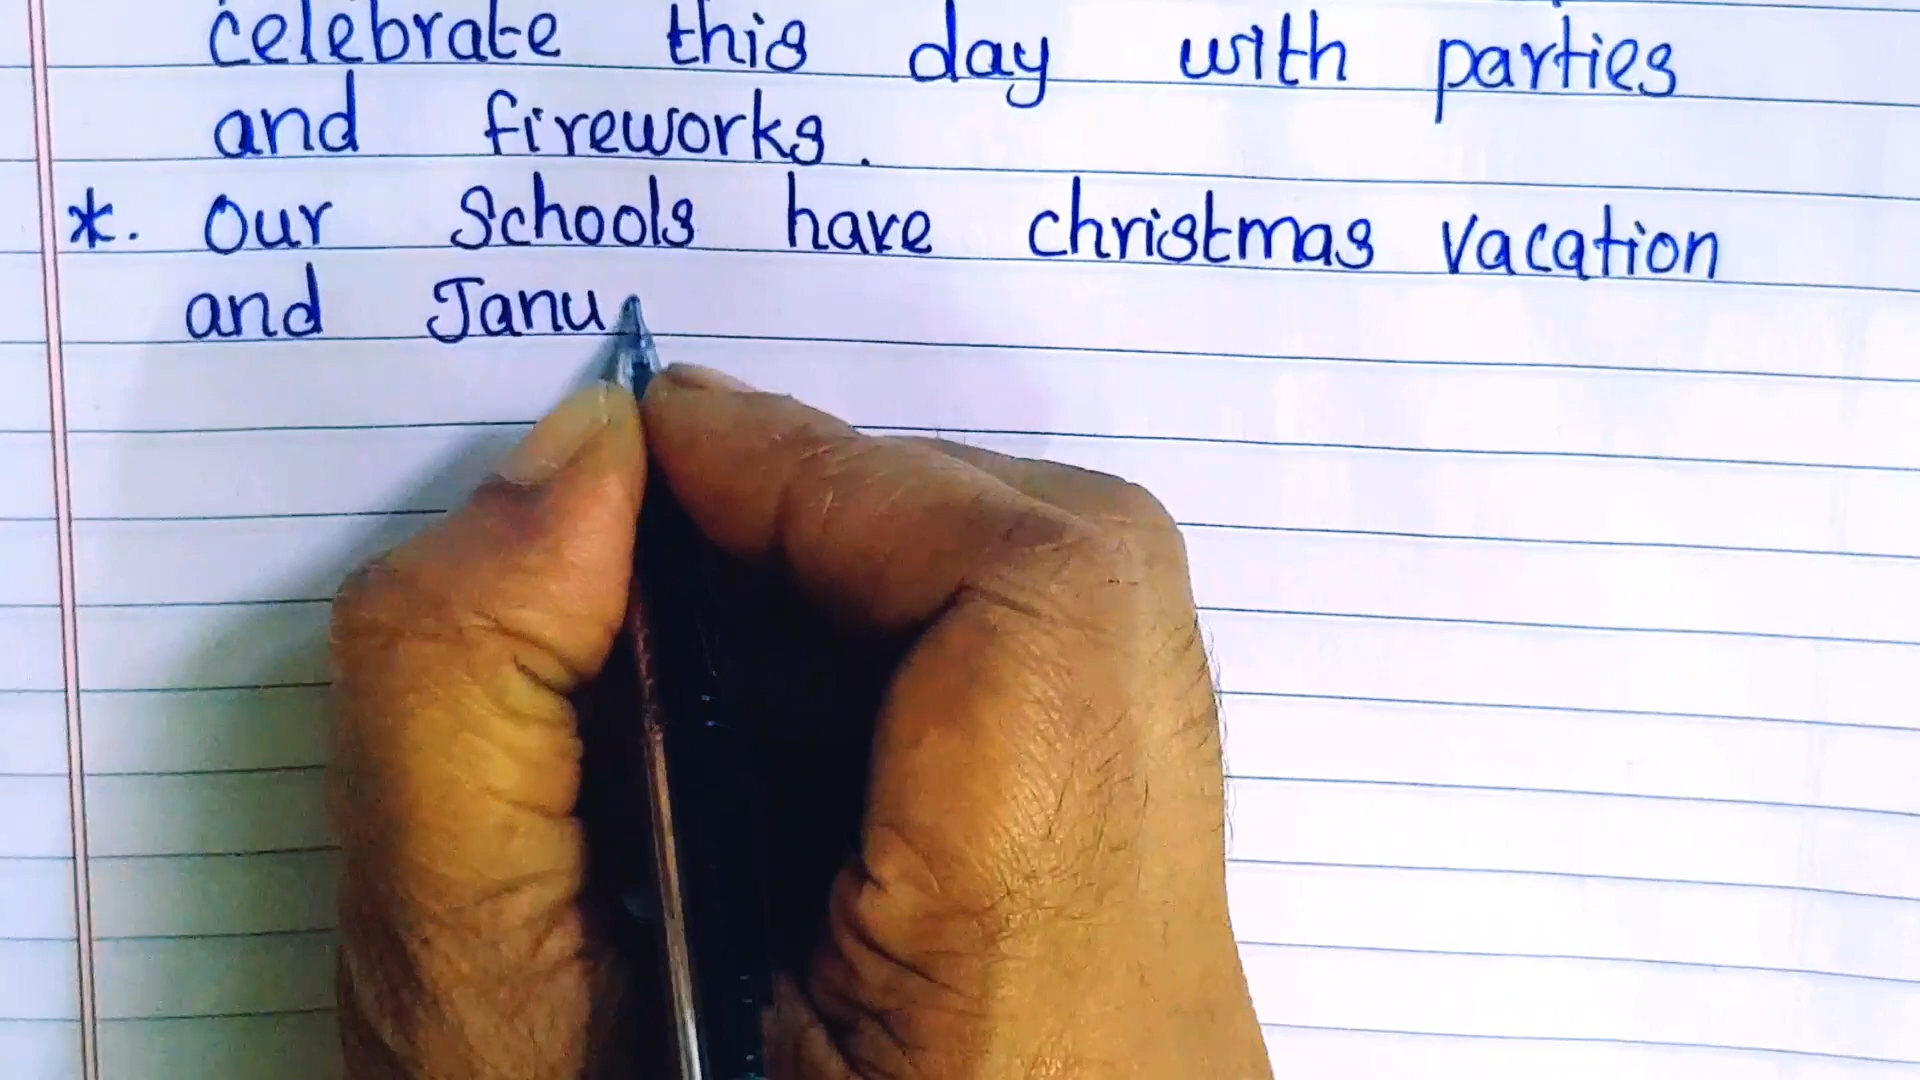 celebrate this day with parties
and fireworks.
*. Our Schools have christmas vacation
and Janu